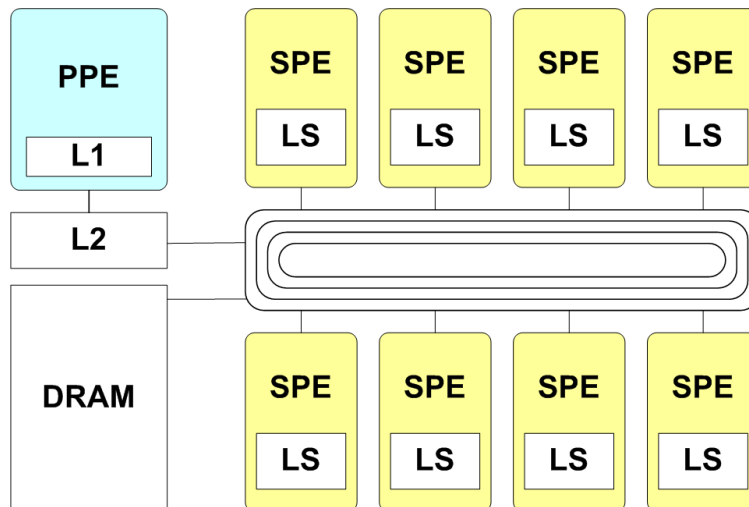 PPE
L1
L2
DRAM
SPE SPE SPE SPE
LS LS LS LS
SPE SPE SPE SPE
LS LS LS LS